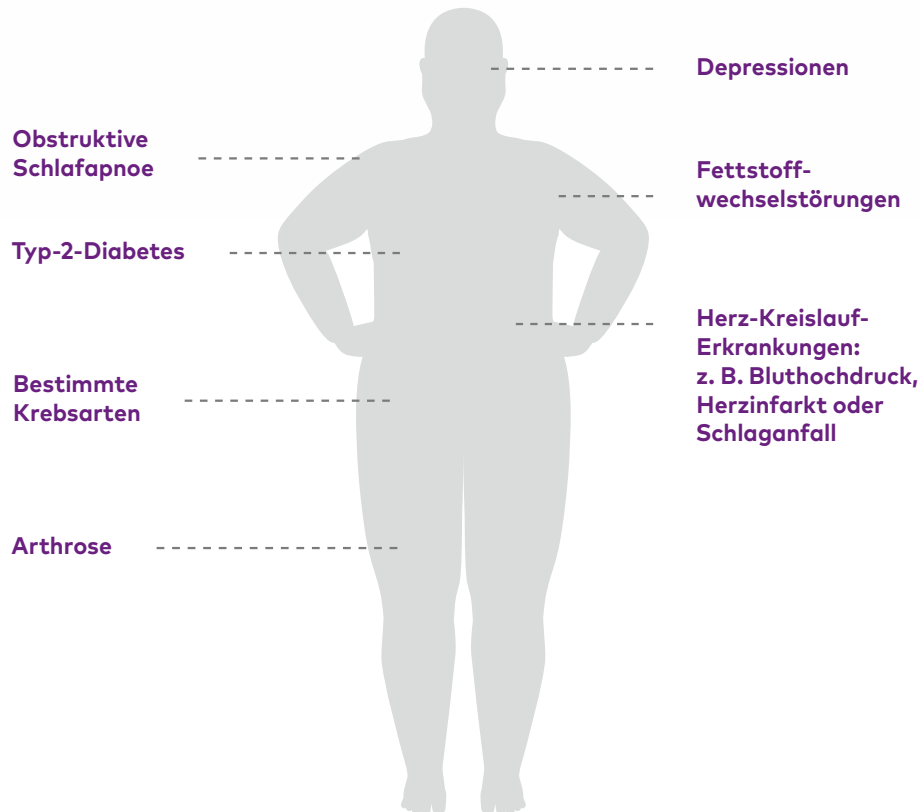 Depressionen
Obstruktive
Schlafapnoe
Fettstoff-
wechselstörungen
Typ-2-Diabetes
Herz-Kreislauf-
Erkrankungen:
z. B. Bluthochdruck,
Herzinfarkt oder
Schlaganfall
Bestimmte
Krebsarten
Arthrose